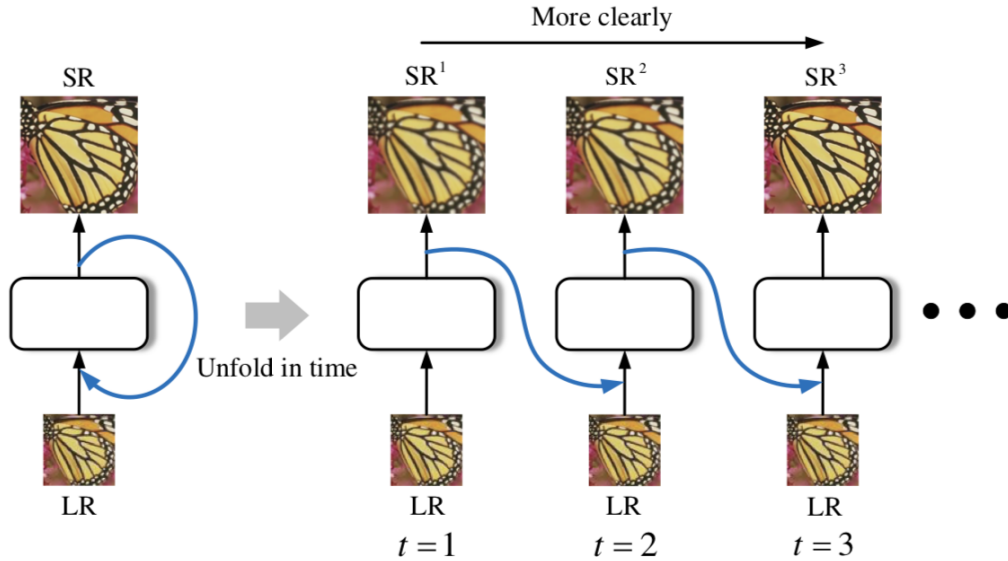 More clearly
SR
SR¹
SR²
SR³
Unfold in time
LR
LR
LR
LR
t = 1
t = 2
t = 3